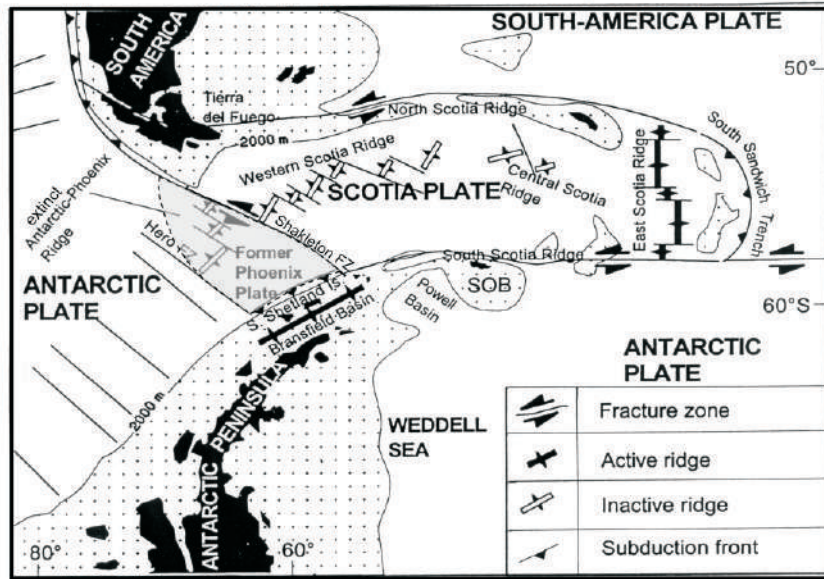 SOUTH-AMERICA PLATE
SOUTH
AMERICA
50°
Tierra
del Fuego
2000 m
North Scotia Ridge
Western Scotia Ridge
SCOTIA PLATE
Central Scotia
Ridge
East Scotia Ridge
South Sandwich
Trench
extinct
Antarctic-Phoenix
Ridge
Hero FZ
Shakleton FZ
Former
Phoenix
Plate
South Scotia Ridge
ANTARCTIC
PLATE
S. Shetland Is
Bransfield Basin
Powell
Basin
SOB
60°S
2000 m
ANTARCTIC
PENINSULA
WEDDELL
SEA
ANTARCTIC
PLATE
Fracture zone
Active ridge
Inactive ridge
Subduction front
80°
60°